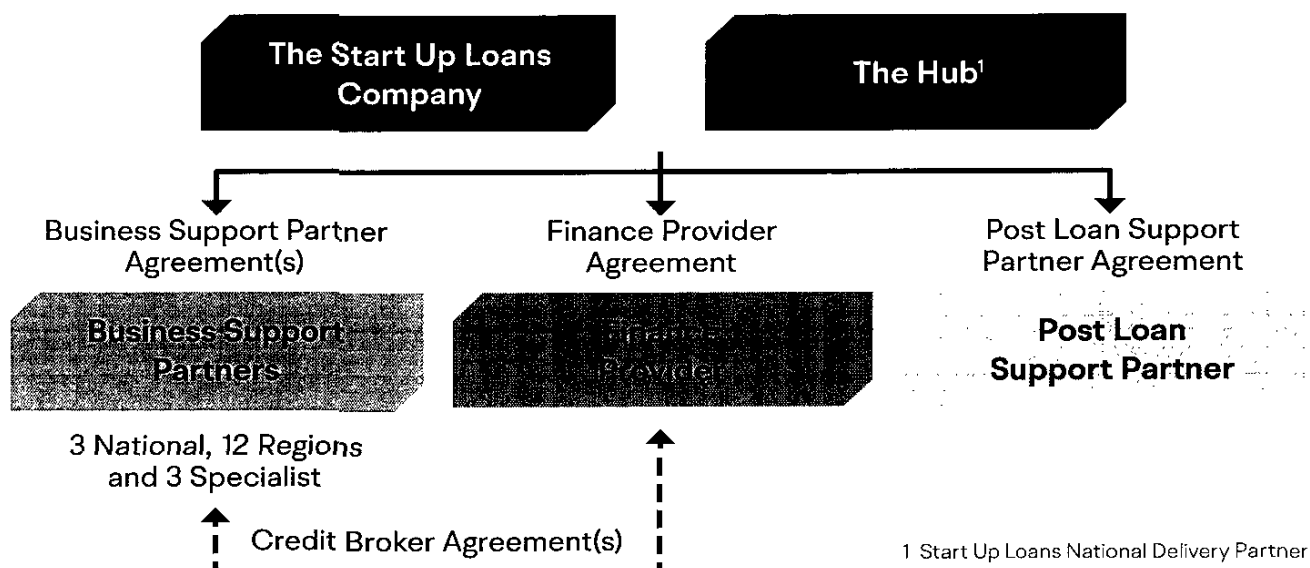 The Start Up Loans
Company
The Hub¹
Business Support Partner
Agreement(s)
Finance Provider
Agreement
Post Loan Support
Partner Agreement
Business Support
Partners
Finance
Provider
Post Loan
Support Partner
3 National, 12 Regions
and 3 Specialist
Credit Broker Agreement(s)
1 Start Up Loans National Delivery Partner